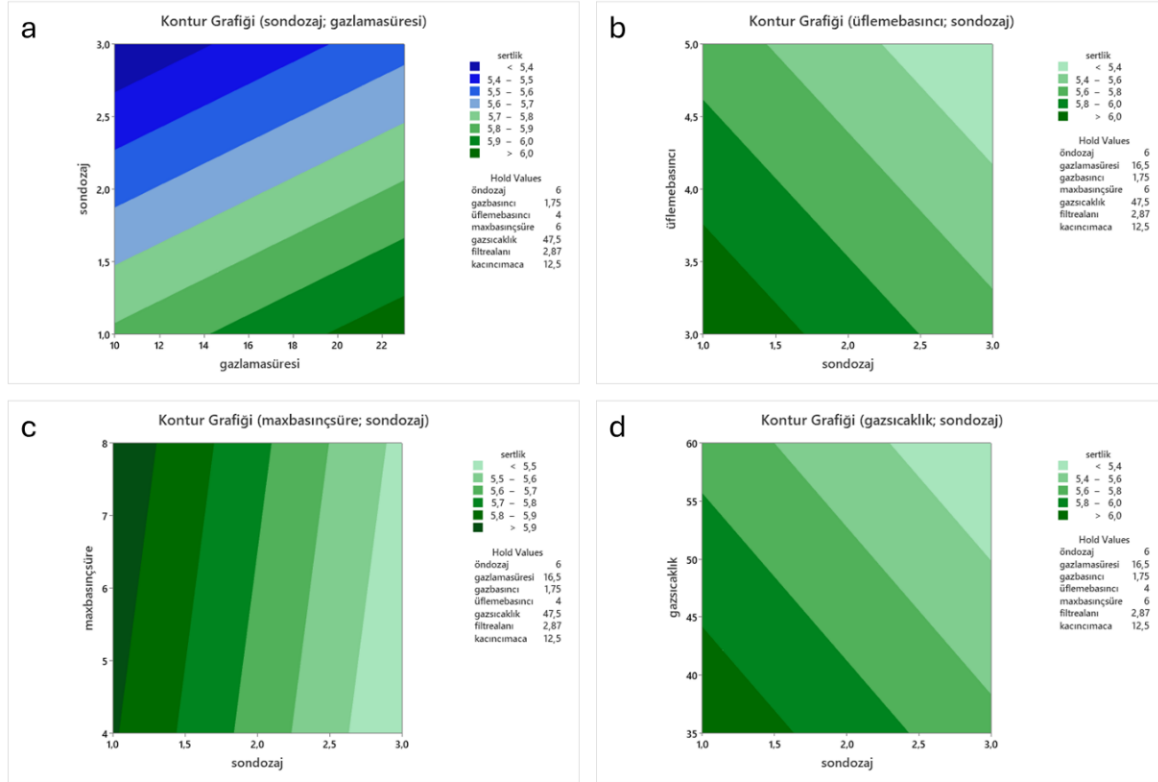 a
Kontur Grafiği (sondozaj; gazlamasüresi)
3,0
2,5
2,0
1,5
1,0
sondozaj
10 12 14 16 18 20 22
gazlamasüresi
sertlik
< 5,4
5,4 – 5,5
5,5 – 5,6
5,6 – 5,7
5,7 – 5,8
5,8 – 5,9
5,9 – 6,0
> 6,0
Hold Values
öndozaj 6
gazbasıncı 1,75
üflemebasıncı 4
maxbasınçsüre 6
gazsıcaklık 47,5
filtrealanı 2,87
kacıncımaca 12,5
b
Kontur Grafiği (üflemebasıncı; sondozaj)
5,0
4,5
4,0
3,5
3,0
üflemebasıncı
1,0 1,5 2,0 2,5 3,0
sondozaj
sertlik
< 5,4
5,4 – 5,6
5,6 – 5,8
5,8 – 6,0
> 6,0
Hold Values
öndozaj 6
gazlamasüresi 16,5
gazbasıncı 1,75
maxbasınçsüre 6
gazsıcaklık 47,5
filtrealanı 2,87
kacıncımaca 12,5
c
Kontur Grafiği (maxbasınçsüre; sondozaj)
8
7
6
5
4
maxbasınçsüre
1,0 1,5 2,0 2,5 3,0
sondozaj
sertlik
< 5,5
5,5 – 5,6
5,6 – 5,7
5,7 – 5,8
5,8 – 5,9
> 5,9
Hold Values
öndozaj 6
gazlamasüresi 16,5
gazbasıncı 1,75
üflemebasıncı 4
gazsıcaklık 47,5
filtrealanı 2,87
kacıncımaca 12,5
d
Kontur Grafiği (gazsıcaklık; sondozaj)
60
55
50
45
40
35
gazsıcaklık
1,0 1,5 2,0 2,5 3,0
sondozaj
sertlik
< 5,4
5,4 – 5,6
5,6 – 5,8
5,8 – 6,0
> 6,0
Hold Values
öndozaj 6
gazlamasüresi 16,5
gazbasıncı 1,75
üflemebasıncı 4
maxbasınçsüre 6
filtrealanı 2,87
kacıncımaca 12,5